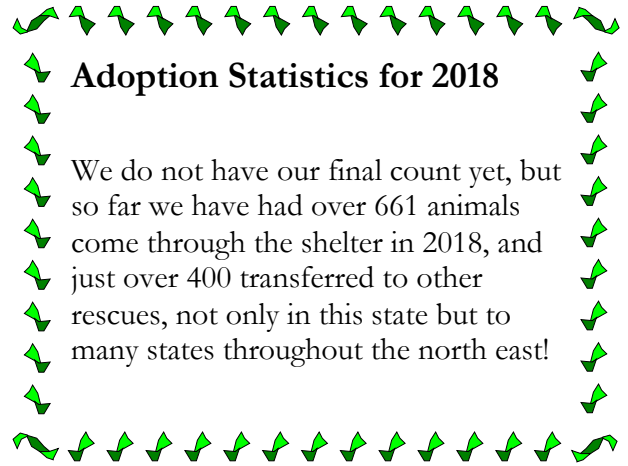 Adoption Statistics for 2018
We do not have our final count yet, but
so far we have had over 661 animals
come through the shelter in 2018, and
just over 400 transferred to other
rescues, not only in this state but to
many states throughout the north east!